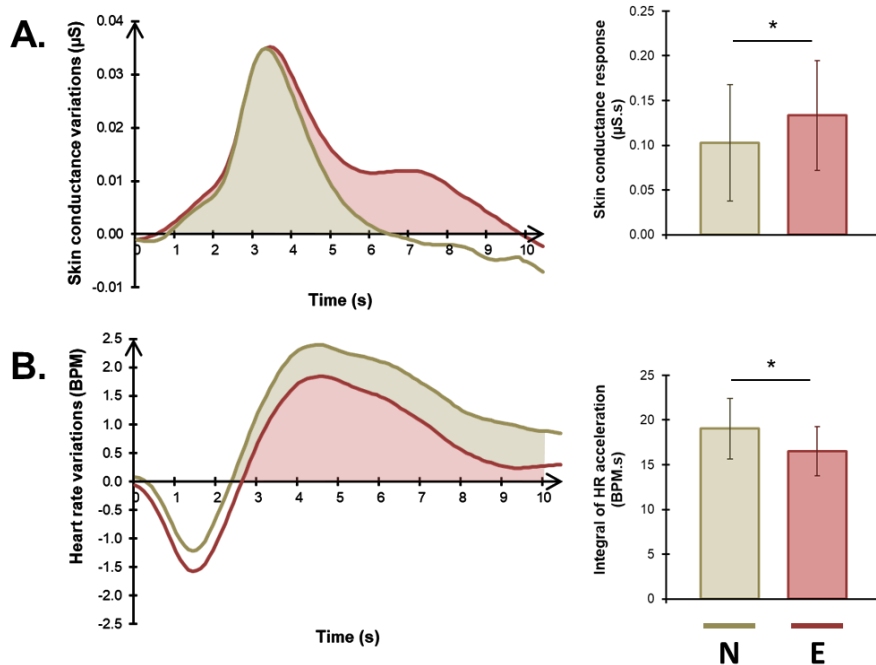 A.
Skin conductance variations (µS)
0.04
0.03
0.02
0.01
0.00
-0.01
0 1 2 3 4 5 6 7 8 9 10
Time (s)
Skin conductance response
(µS.s)
0.25
0.20
0.15
0.10
0.05
0.00
*
B.
Heart rate variations (BPM)
2.5
2.0
1.5
1.0
0.5
0.0
-0.5
-1.0
-1.5
-2.0
-2.5
0 1 2 3 4 5 6 7 8 9 10
Time (s)
Integral of HR acceleration
(BPM.s)
25
20
15
10
5
0
*
N E